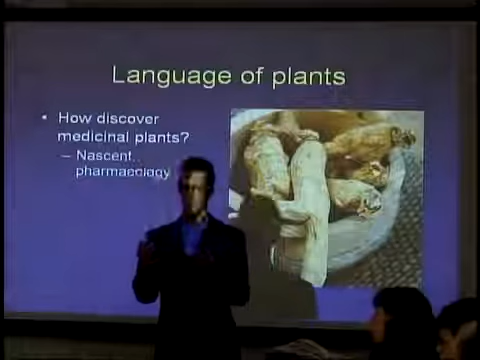 Language of plants
• How discover
medicinal plants?
– Nascent
pharmacology